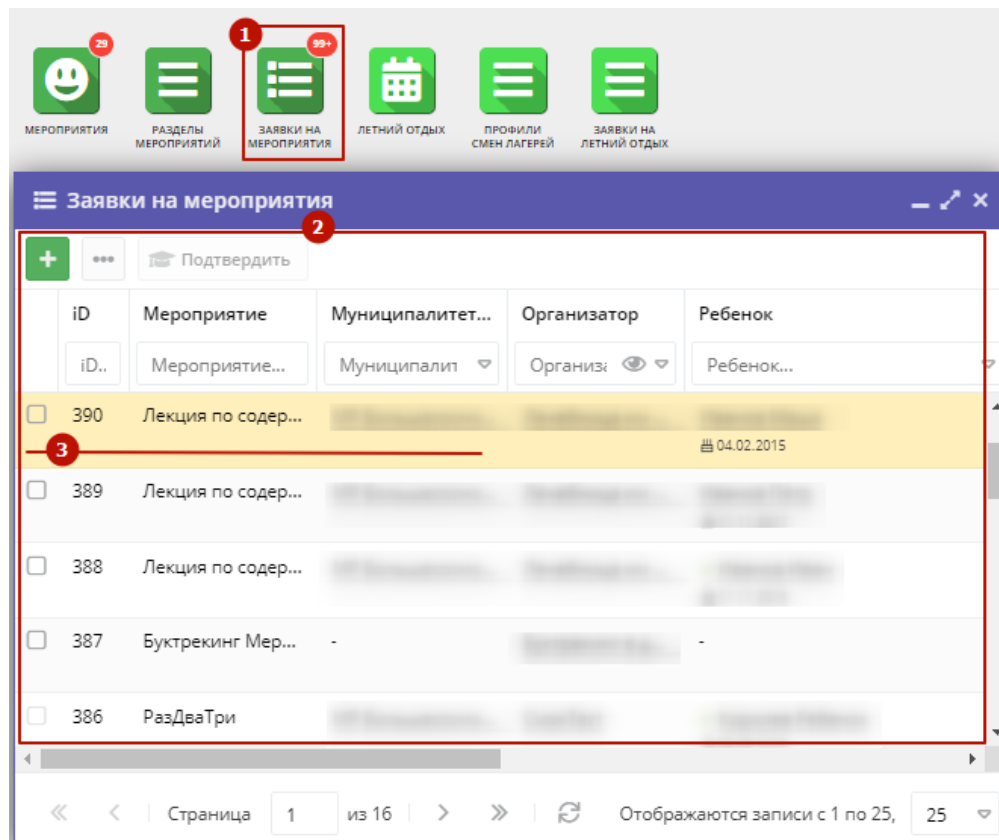 29
1
99+
МЕРОПРИЯТИЯ
РАЗДЕЛЫ
МЕРОПРИЯТИЙ
ЗАЯВКИ НА
МЕРОПРИЯТИЯ
ЛЕТНИЙ ОТДЫХ
ПРОФИЛИ
СМЕН ЛАГЕРЕЙ
ЗАЯВКИ НА
ЛЕТНИЙ ОТДЫХ
Заявки на мероприятия
2
Подтвердить
iD Мероприятие Муниципалитет... Организатор Ребенок
iD.. Мероприятие... Муниципалит Организа Ребенок...
390 Лекция по содер...
04.02.2015
3
389 Лекция по содер...
388 Лекция по содер...
387 Буктрекинг Мер... - -
386 РазДваТри
Страница 1 из 16 Отображаются записи с 1 по 25, 25